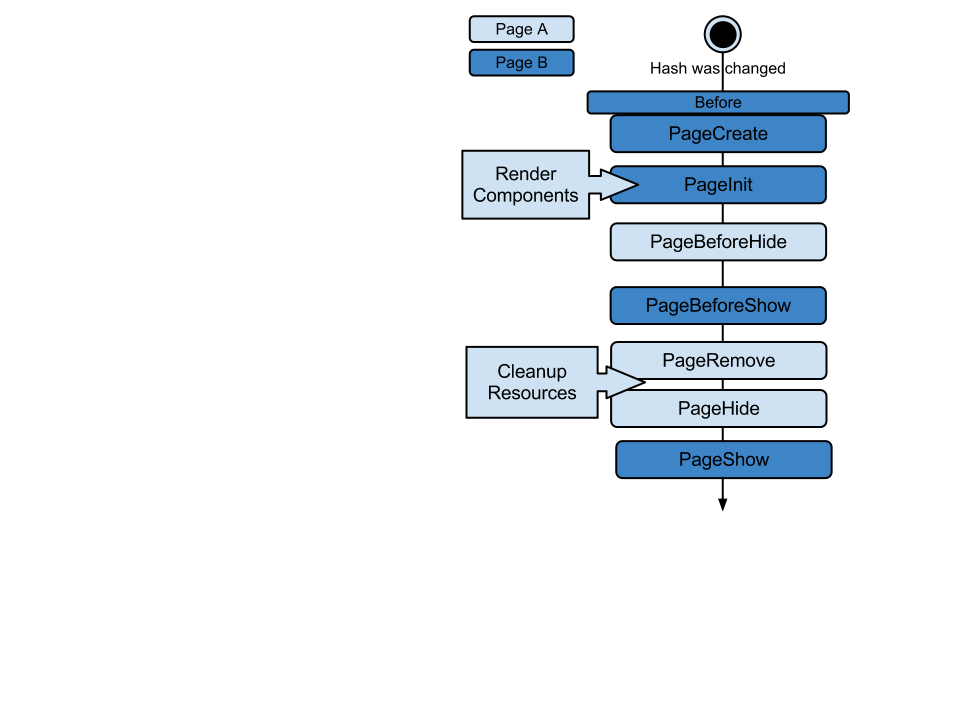 Page A
Page B
Hash was changed
Before
PageCreate
Render
Components
PageInit
PageBeforeHide
PageBeforeShow
Cleanup
Resources
PageRemove
PageHide
PageShow